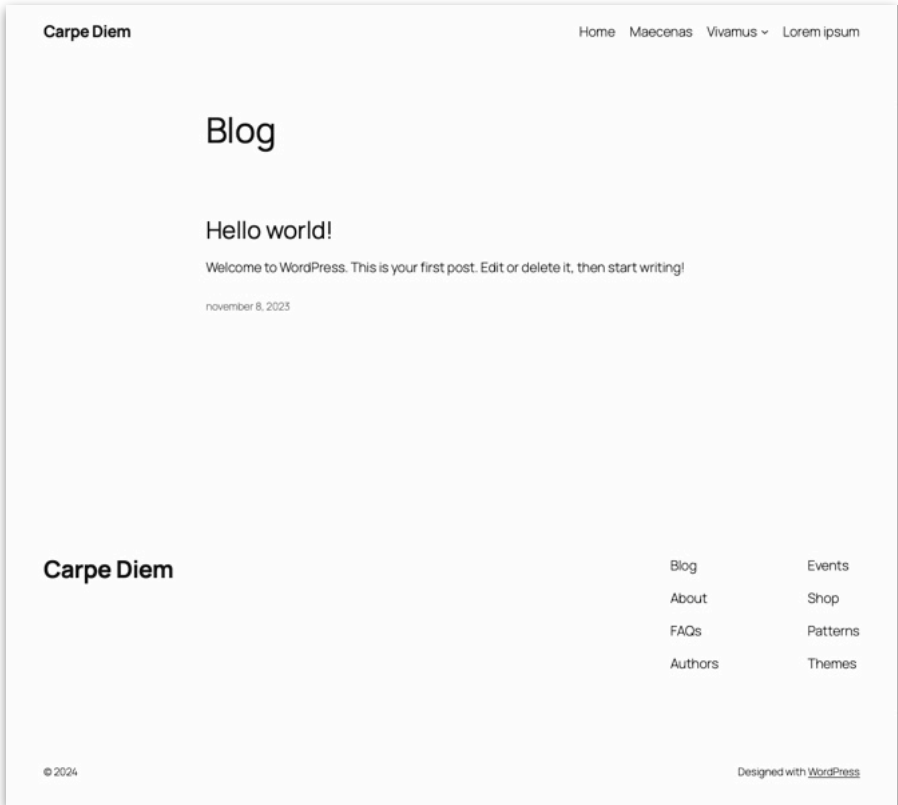 Carpe Diem
Home Maecenas Vivamus Lorem ipsum
Blog
Hello world!
Welcome to WordPress. This is your first post. Edit or delete it, then start writing!
november 8, 2023
Carpe Diem
Blog Events
About Shop
FAQs Patterns
Authors Themes
© 2024 Designed with WordPress